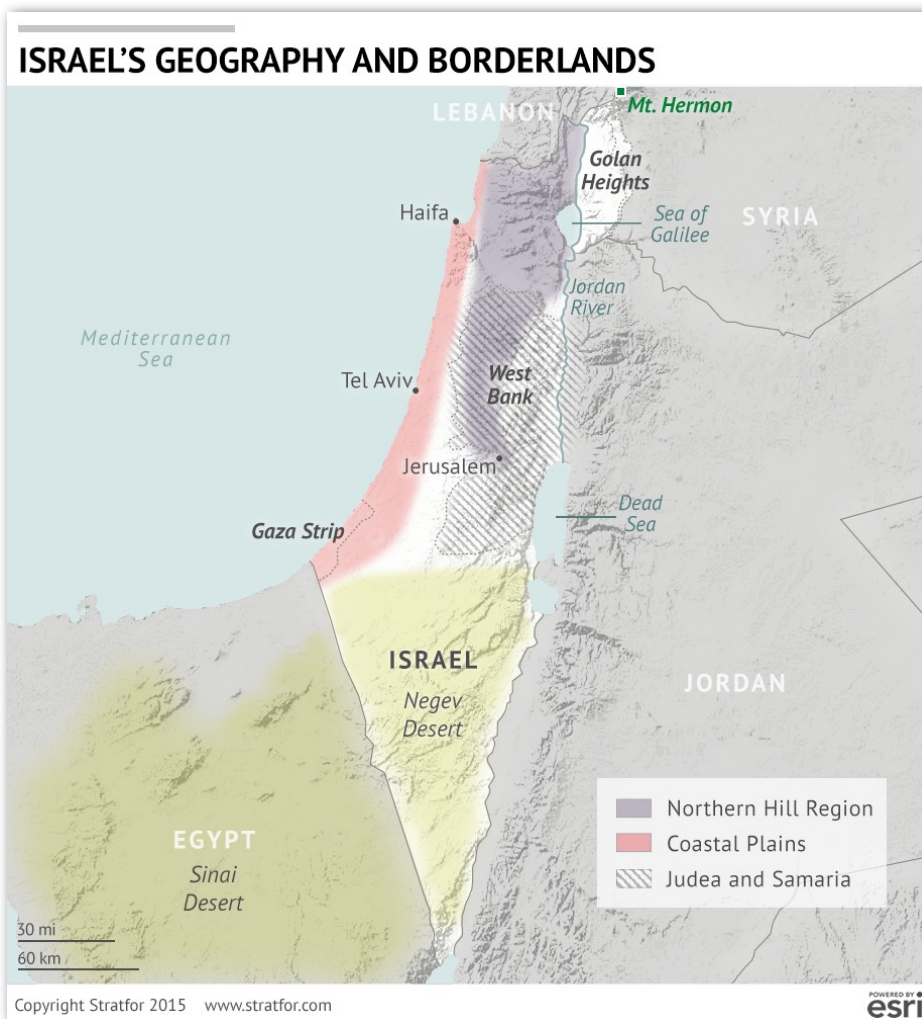 ISRAEL'S GEOGRAPHY AND BORDERLANDS
LEBANON
Mt. Hermon
Golan
Heights
Haifa
Sea of
Galilee
SYRIA
Jordan
River
Mediterranean
Sea
Tel Aviv
West
Bank
Jerusalem
Dead
Sea
Gaza Strip
ISRAEL
Negev
Desert
JORDAN
Northern Hill Region
Coastal Plains
Judea and Samaria
EGYPT
Sinai
Desert
30 mi
60 km
Copyright Stratfor 2015 www.stratfor.com
POWERED BY
esri